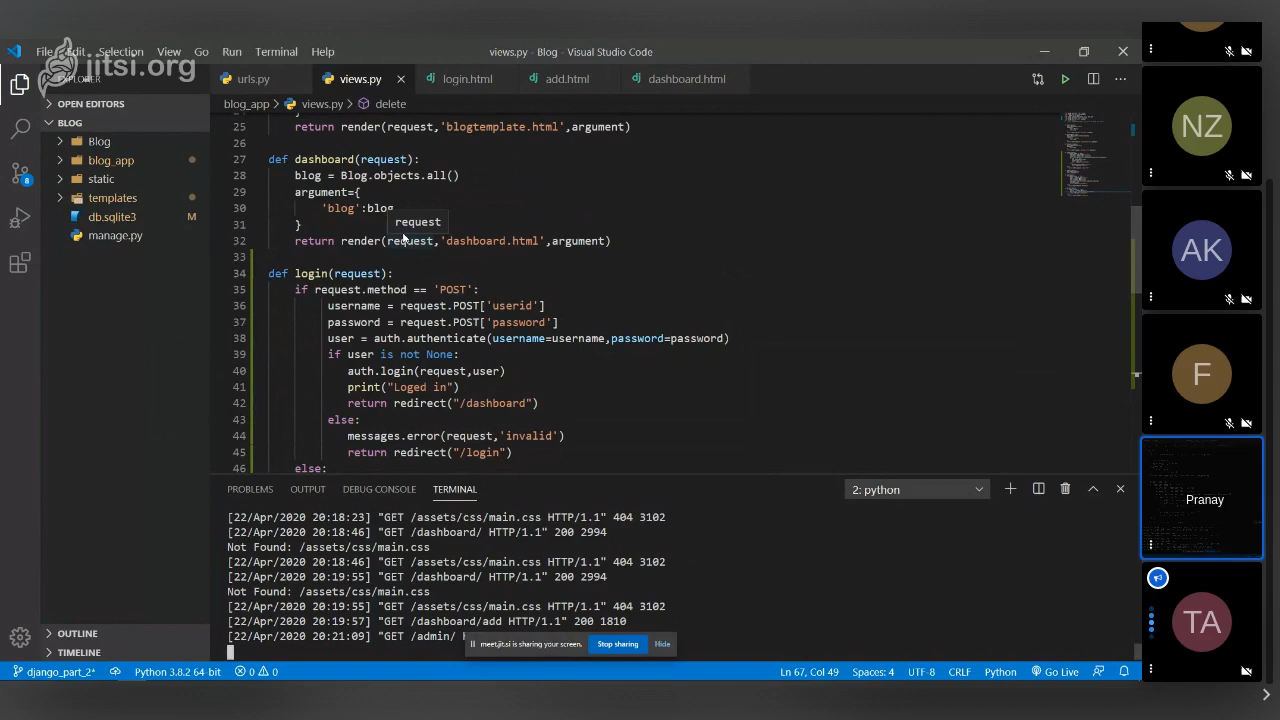 File Edit Selection View Go Run Terminal Help
views.py - Blog - Visual Studio Code
jitsi.org
EXPLORER
urls.py views.py login.html add.html dashboard.html
OPEN EDITORS
BLOG
Blog
blog_app
static
templates
db.sqlite3 M
manage.py
OUTLINE
TIMELINE
8
blog_app > views.py > delete
25 return render(request,'blogtemplate.html',argument)
26
27 def dashboard(request):
28 blog = Blog.objects.all()
29 argument={
30 'blog':blog
request
31 }
32 return render(request,'dashboard.html',argument)
33
34 def login(request):
35 if request.method == 'POST':
36 username = request.POST['userid']
37 password = request.POST['password']
38 user = auth.authenticate(username=username,password=password)
39 if user is not None:
40 auth.login(request,user)
41 print("Loged in")
42 return redirect("/dashboard")
43 else:
44 messages.error(request,'invalid')
45 return redirect("/login")
46 else:
PROBLEMS OUTPUT DEBUG CONSOLE TERMINAL
2: python
[22/Apr/2020 20:18:23] "GET /assets/css/main.css HTTP/1.1" 404 3102
[22/Apr/2020 20:18:46] "GET /dashboard/ HTTP/1.1" 200 2994
Not Found: /assets/css/main.css
[22/Apr/2020 20:18:46] "GET /assets/css/main.css HTTP/1.1" 404 3102
[22/Apr/2020 20:19:55] "GET /dashboard/ HTTP/1.1" 200 2994
Not Found: /assets/css/main.css
[22/Apr/2020 20:19:55] "GET /assets/css/main.css HTTP/1.1" 404 3102
[22/Apr/2020 20:19:57] "GET /dashboard/add HTTP/1.1" 200 1810
[22/Apr/2020 20:21:09] "GET /admin/
meet.jit.si is sharing your screen. Stop sharing Hide
django_part_2* Python 3.8.2 64-bit 0 0
Ln 67, Col 49 Spaces: 4 UTF-8 CRLF Python Go Live
NZ
AK
F
Pranay
TA